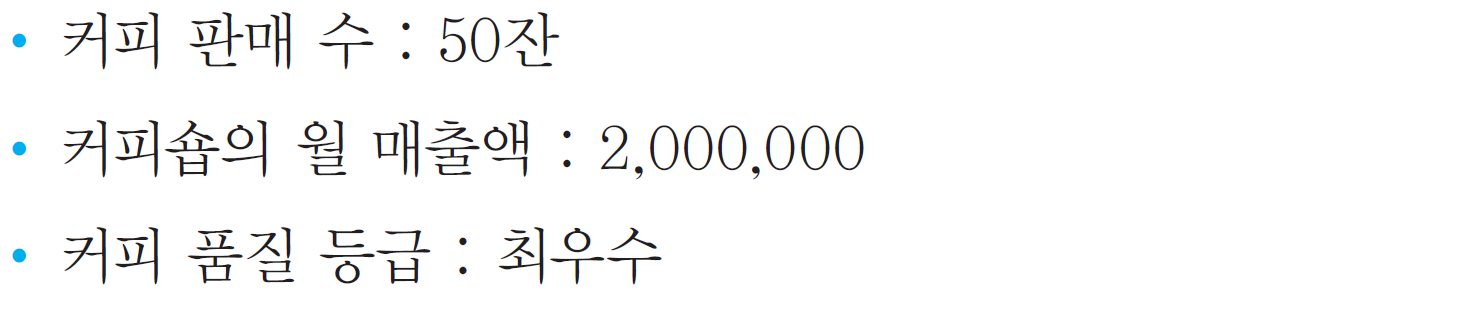 • 커피 판매 수 : 50잔
• 커피숍의 월 매출액 : 2,000,000
• 커피 품질 등급 : 최우수